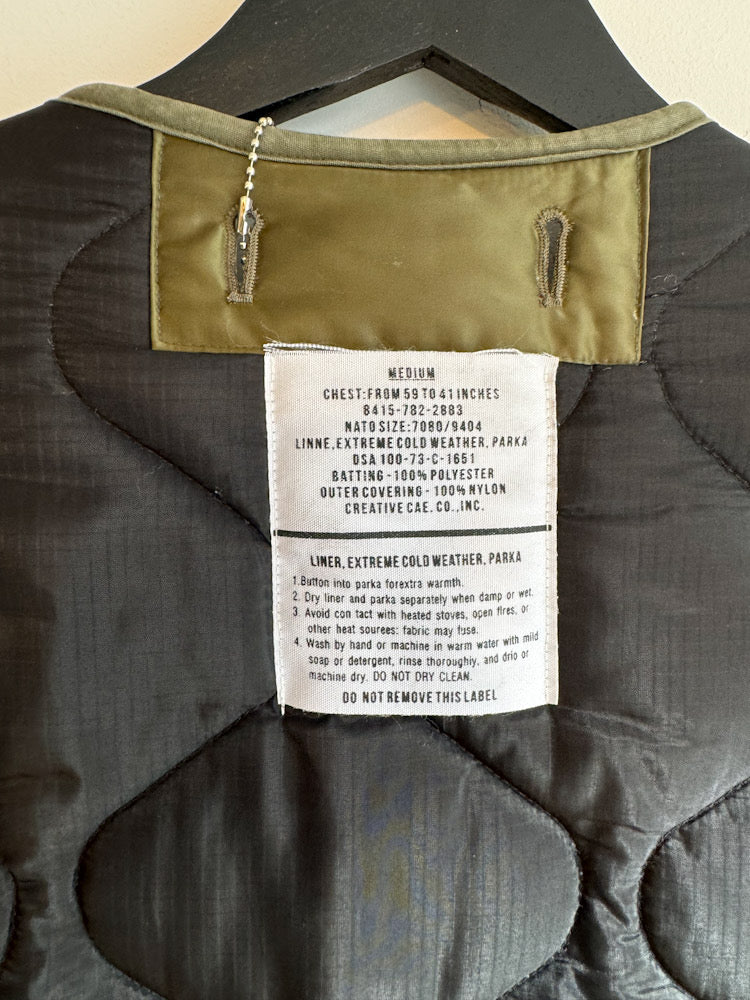 MEDIUM
CHEST:FROM 59 TO 41 INCHES
8415-782-2883
NATO SIZE:7080/9404
LINNE,EXTREME COLD WEATHER, PARKA
DSA 100-73-C-1651
BATTING - 100% POLYESTER
OUTER COVERING - 100% NYLON
CREATIVE CAE. CO.,INC.
LINER, EXTREME COLD WEATHER, PARKA
1.Button into parka forextra warmth.
2. Dry liner and parka separately when damp or wet.
3. Avoid con tact with heated stoves, open fires, or
other heat sourees: fabric may fuse.
4. Wash by hand or machine in warm water with mild
soap or detergent, rinse thoroughiy, and drio or
machine dry. DO NOT DRY CLEAN.
DO NOT REMOVE THIS LABEL